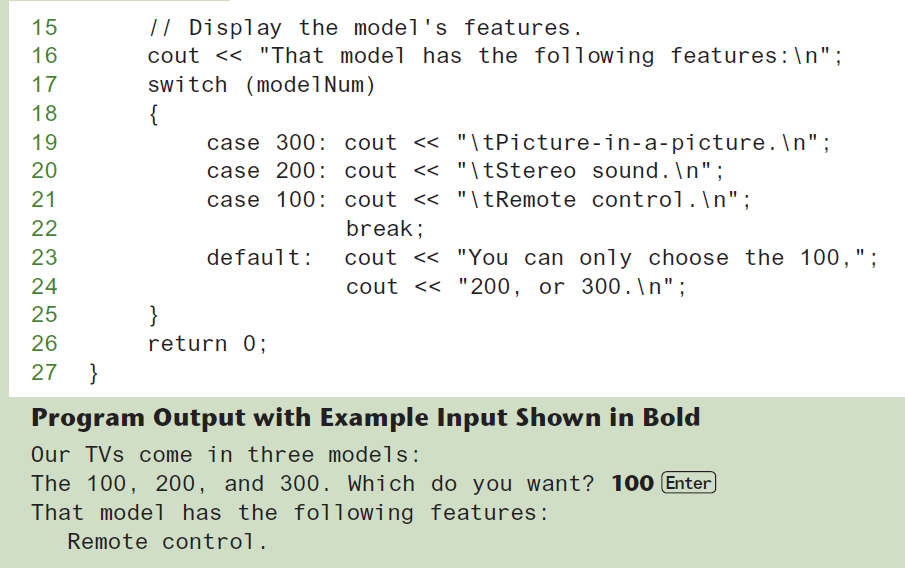 15 // Display the model's features.
16 cout << "That model has the following features:\n";
17 switch (modelNum)
18 {
19 case 300: cout << "\tPicture-in-a-picture.\n";
20 case 200: cout << "\tStereo sound.\n";
21 case 100: cout << "\tRemote control.\n";
22 break;
23 default: cout << "You can only choose the 100,";
24 cout << "200, or 300.\n";
25 }
26 return 0;
27 }
Program Output with Example Input Shown in Bold
Our TVs come in three models:
The 100, 200, and 300. Which do you want? 100 Enter
That model has the following features:
Remote control.